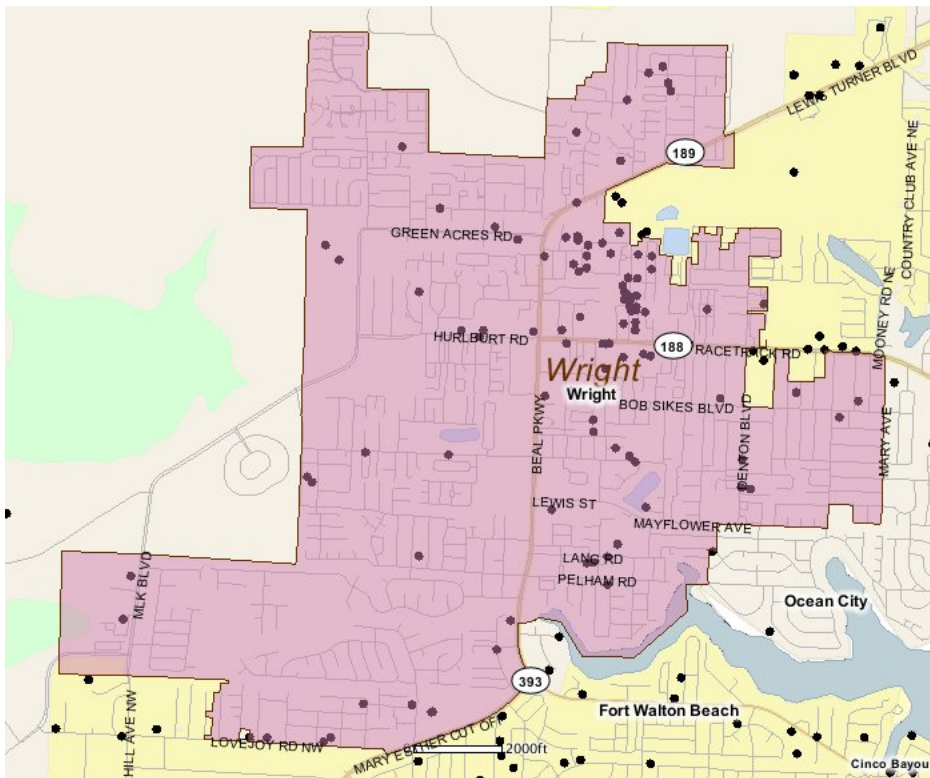 LEWIS TURNER BLVD
189
COUNTRY CLUB AVE NE
GREEN ACRES RD
MOONEY RD NE
HURLBURT RD
188
RACETRACK RD
Wright
Wright
BOB SIKES BLVD
BEAL PKWY
DENTON BLVD
MARY AVE
LEWIS ST
MAYFLOWER AVE
LANG RD
PELHAM RD
MLK BLVD
Ocean City
393
Fort Walton Beach
HILL AVE NW
LOVEJOY RD NW
MARY ESTHER CUT OFF
2000ft
Cinco Bayou